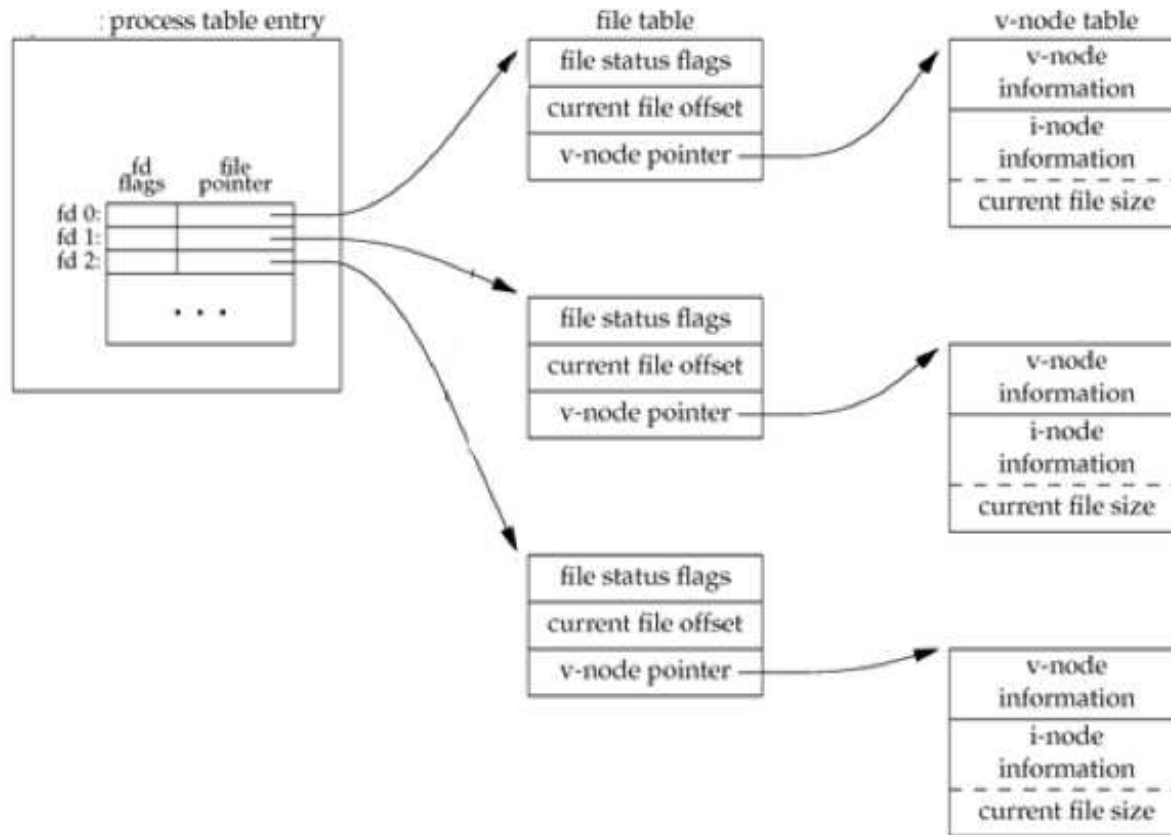 : process table entry
fd
flags
file
pointer
fd 0:
fd 1:
fd 2:
. . .
file table
file status flags
current file offset
v-node pointer
file status flags
current file offset
v-node pointer
file status flags
current file offset
v-node pointer
v-node table
v-node
information
i-node
information
current file size
v-node
information
i-node
information
current file size
v-node
information
i-node
information
current file size